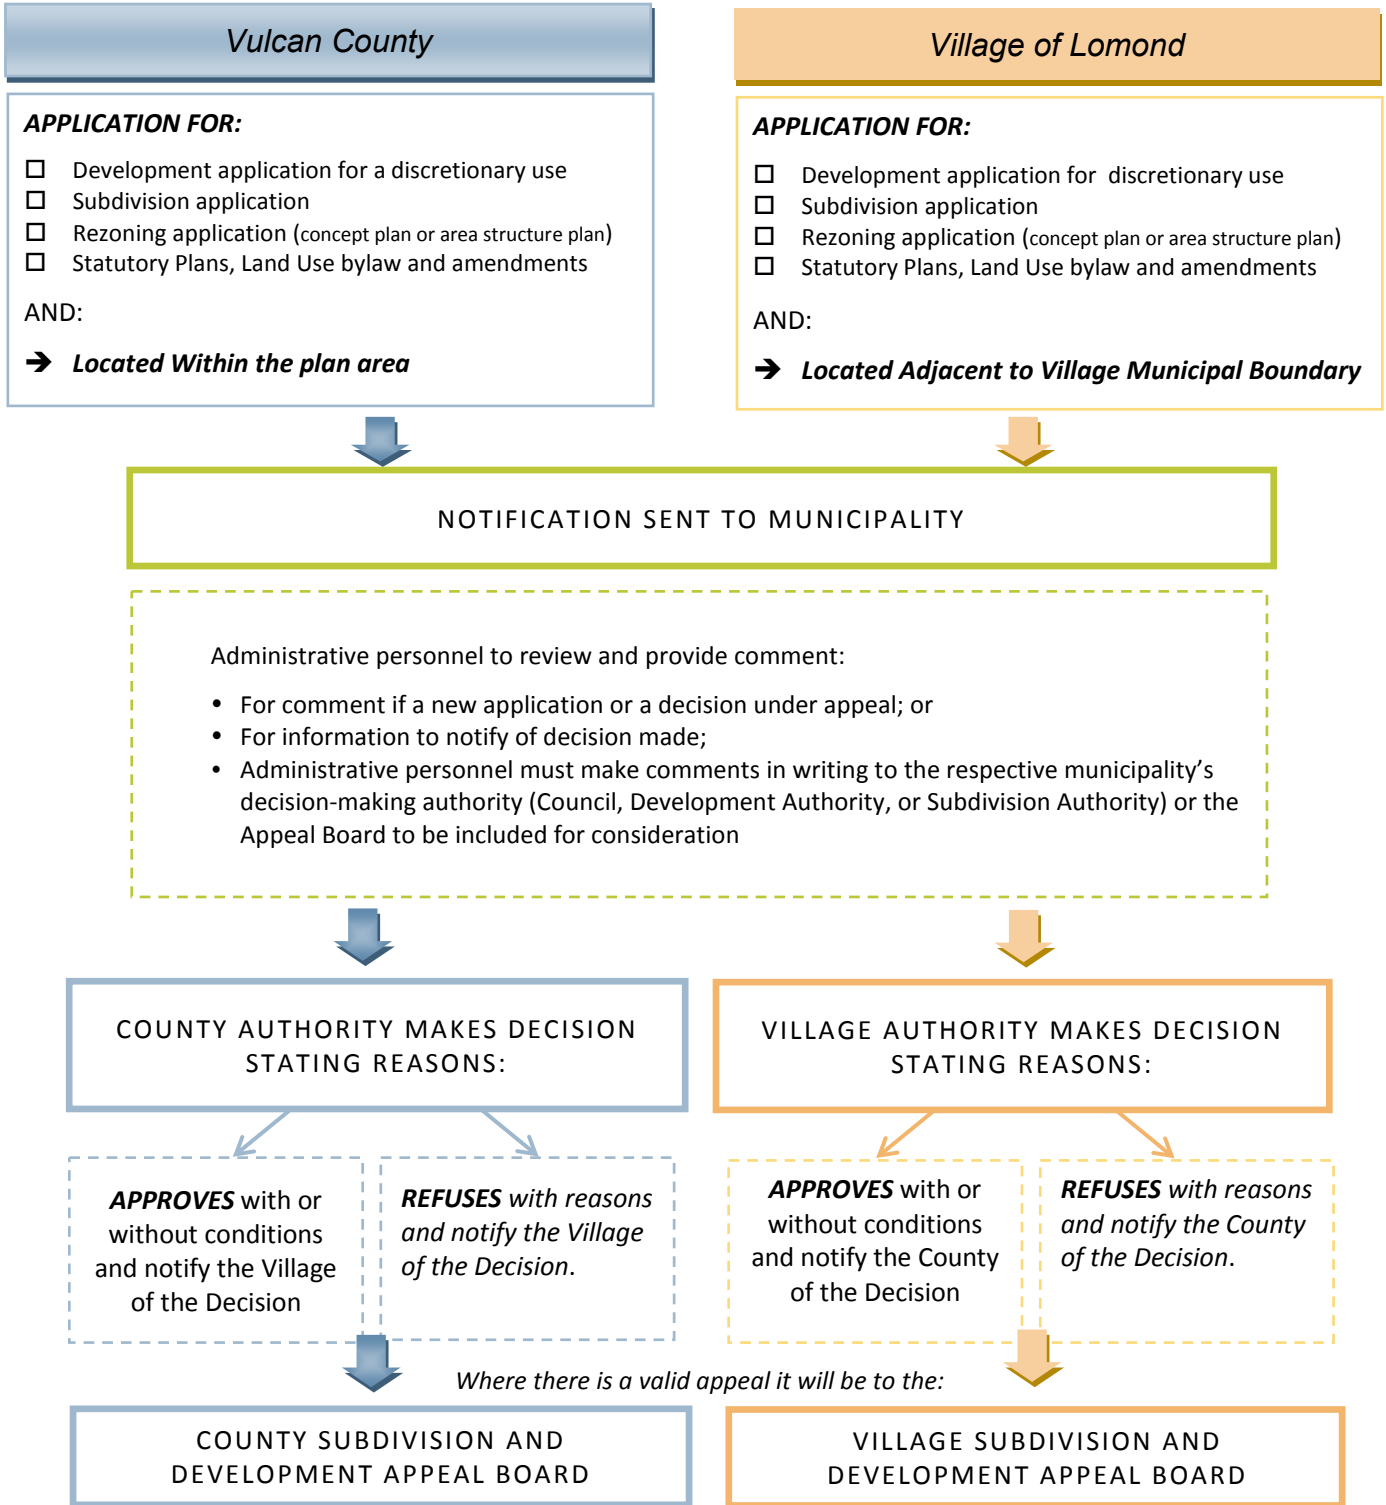 Vulcan County
APPLICATION FOR:
☐ Development application for a discretionary use
☐ Subdivision application
☐ Rezoning application (concept plan or area structure plan)
☐ Statutory Plans, Land Use bylaw and amendments
AND:
➔ Located Within the plan area
Village of Lomond
APPLICATION FOR:
☐ Development application for discretionary use
☐ Subdivision application
☐ Rezoning application (concept plan or area structure plan)
☐ Statutory Plans, Land Use bylaw and amendments
AND:
➔ Located Adjacent to Village Municipal Boundary
NOTIFICATION SENT TO MUNICIPALITY
Administrative personnel to review and provide comment:
• For comment if a new application or a decision under appeal; or
• For information to notify of decision made;
• Administrative personnel must make comments in writing to the respective municipality’s
decision-making authority (Council, Development Authority, or Subdivision Authority) or the
Appeal Board to be included for consideration
COUNTY AUTHORITY MAKES DECISION
STATING REASONS:
APPROVES with or
without conditions
and notify the Village
of the Decision
REFUSES with reasons
and notify the Village
of the Decision.
VILLAGE AUTHORITY MAKES DECISION
STATING REASONS:
APPROVES with or
without conditions
and notify the County
of the Decision
REFUSES with reasons
and notify the County
of the Decision.
Where there is a valid appeal it will be to the:
COUNTY SUBDIVISION AND
DEVELOPMENT APPEAL BOARD
VILLAGE SUBDIVISION AND
DEVELOPMENT APPEAL BOARD